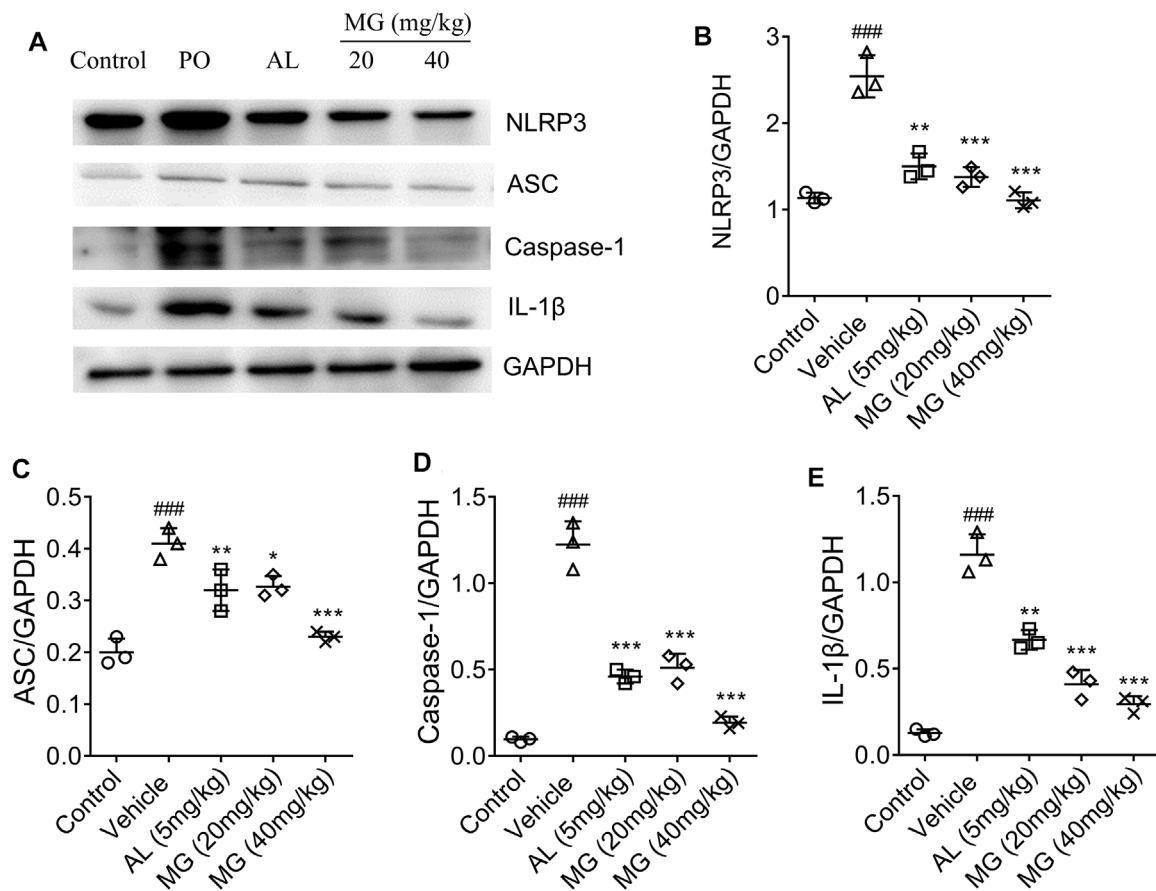 A
MG (mg/kg)
Control PO AL 20 40
NLRP3
ASC
Caspase-1
IL-1β
GAPDH
B
NLRP3/GAPDH
3
2
1
0
###
**
***
***
Control
Vehicle
AL (5mg/kg)
MG (20mg/kg)
MG (40mg/kg)
C
ASC/GAPDH
0.5
0.4
0.3
0.2
0.1
0.0
###
**
*
***
Control
Vehicle
AL (5mg/kg)
MG (20mg/kg)
MG (40mg/kg)
D
Caspase-1/GAPDH
1.5
1.0
0.5
0.0
###
***
***
***
Control
Vehicle
AL (5mg/kg)
MG (20mg/kg)
MG (40mg/kg)
E
IL-1β/GAPDH
1.5
1.0
0.5
0.0
###
**
***
***
Control
Vehicle
AL (5mg/kg)
MG (20mg/kg)
MG (40mg/kg)